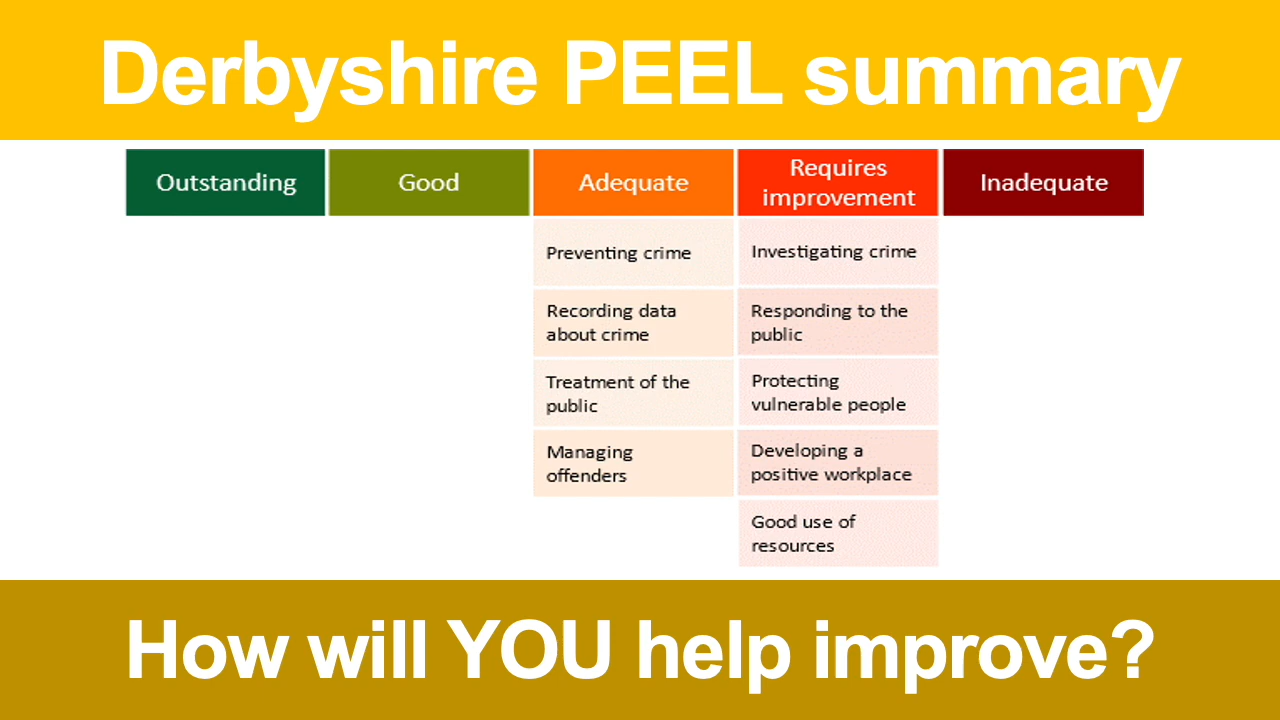 Derbyshire PEEL summary
Outstanding
Good
Adequate
Requires
improvement
Inadequate
Preventing crime
Investigating crime
Recording data
about crime
Responding to the
public
Treatment of the
public
Protecting
vulnerable people
Managing
offenders
Developing a
positive workplace
Good use of
resources
How will YOU help improve?